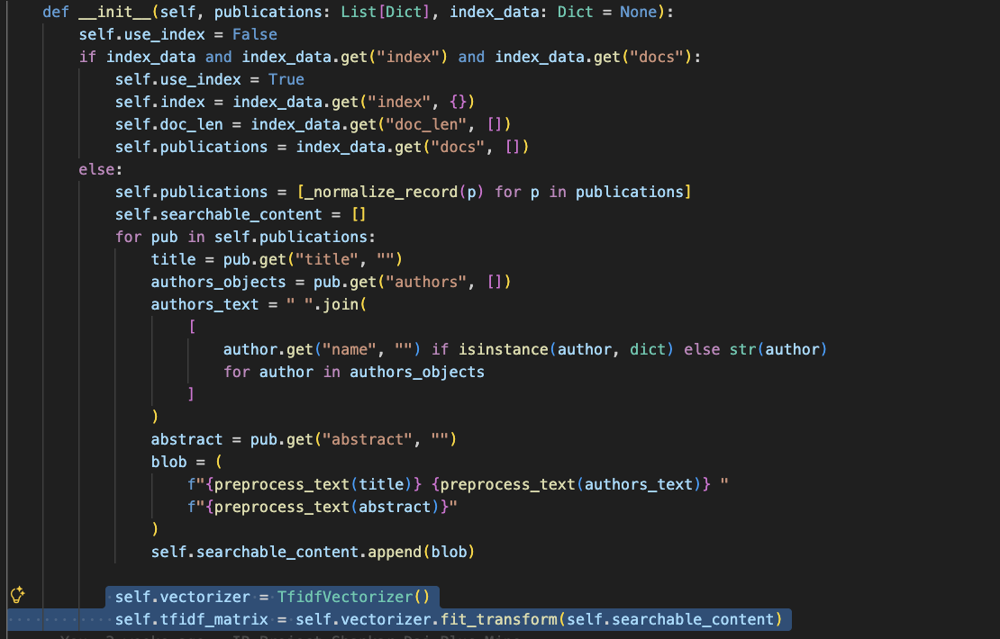 def __init__(self, publications: List[Dict], index_data: Dict = None):
    self.use_index = False
    if index_data and index_data.get("index") and index_data.get("docs"):
        self.use_index = True
        self.index = index_data.get("index", {})
        self.doc_len = index_data.get("doc_len", [])
        self.publications = index_data.get("docs", [])
    else:
        self.publications = [_normalize_record(p) for p in publications]
        self.searchable_content = []
        for pub in self.publications:
            title = pub.get("title", "")
            authors_objects = pub.get("authors", [])
            authors_text = " ".join(
                [
                    author.get("name", "") if isinstance(author, dict) else str(author)
                    for author in authors_objects
                ]
            )
            abstract = pub.get("abstract", "")
            blob = (
                f"{preprocess_text(title)} {preprocess_text(authors_text)} "
                f"{preprocess_text(abstract)}"
            )
            self.searchable_content.append(blob)
        self.vectorizer = TfidfVectorizer()
        self.tfidf_matrix = self.vectorizer.fit_transform(self.searchable_content)